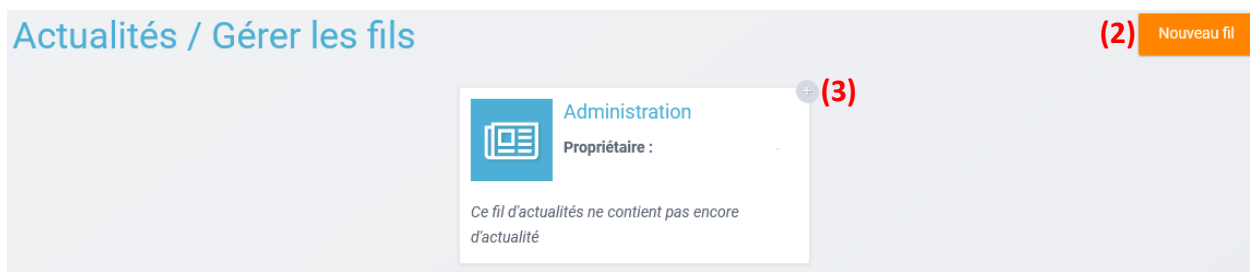 Actualités / Gérer les fils
(2) Nouveau fil
+ (3)
Administration
Propriétaire : -
Ce fil d'actualités ne contient pas encore
d'actualité